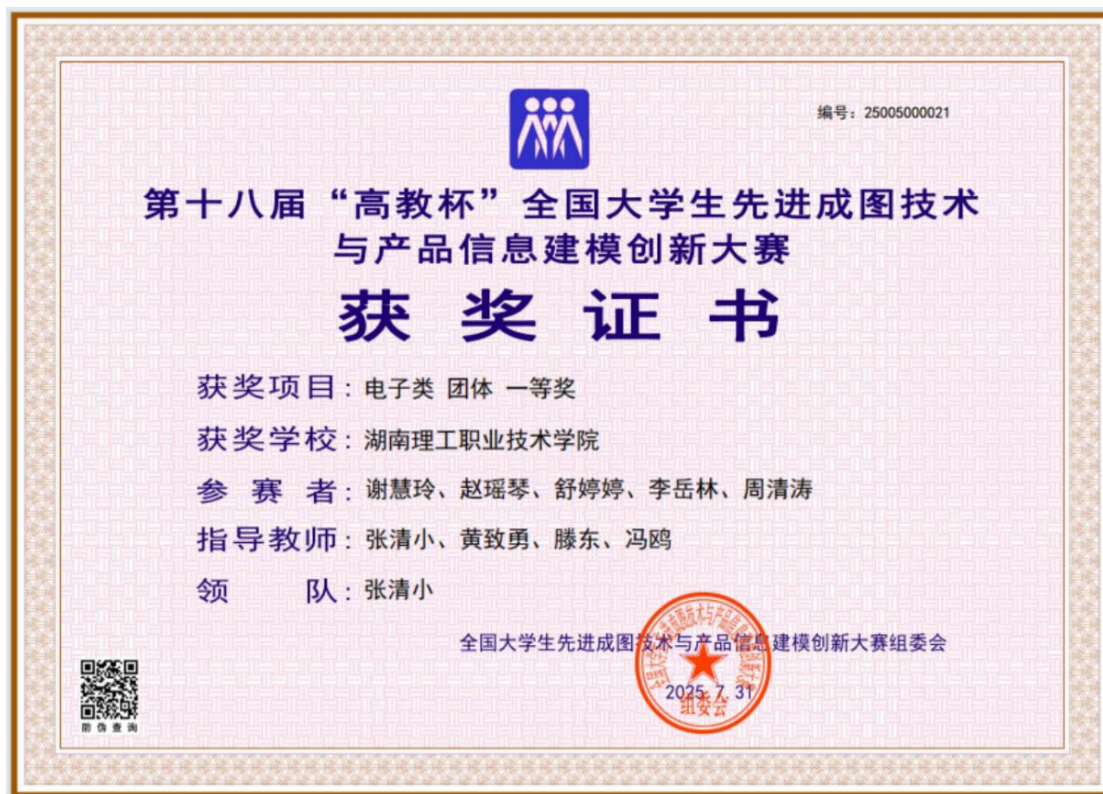 编号：25005000021
第十八届“高教杯”全国大学生先进成图技术
与产品信息建模创新大赛
获奖证书
获奖项目：电子类 团体 一等奖
获奖学校：湖南理工职业技术学院
参赛者：谢慧玲、赵瑶琴、舒婷婷、李岳林、周清涛
指导教师：张清小、黄致勇、滕东、冯鸥
领队：张清小
全国大学生先进成图技术与产品信息建模创新大赛组委会
2025.7.31
组委会
防伪查询